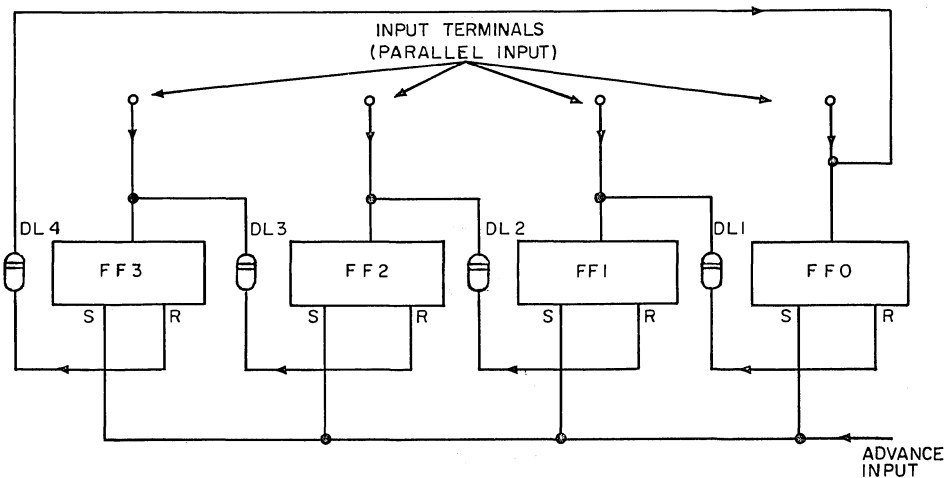 INPUT TERMINALS
(PARALLEL INPUT)
DL4
DL3
DL2
DL1
FF3
FF2
FF1
FF0
S
R
S
R
S
R
S
R
ADVANCE
INPUT